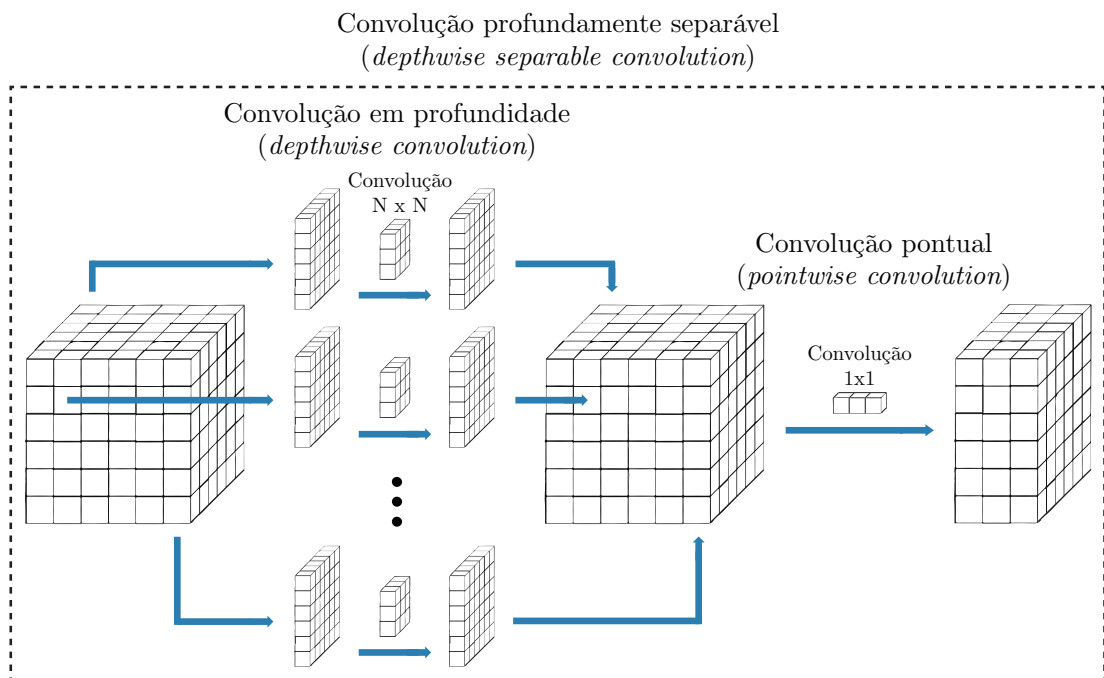 Convolução profundamente separável
(depthwise separable convolution)
Convolução em profundidade
(depthwise convolution)
Convolução
N x N
Convolução pontual
(pointwise convolution)
Convolução
1x1